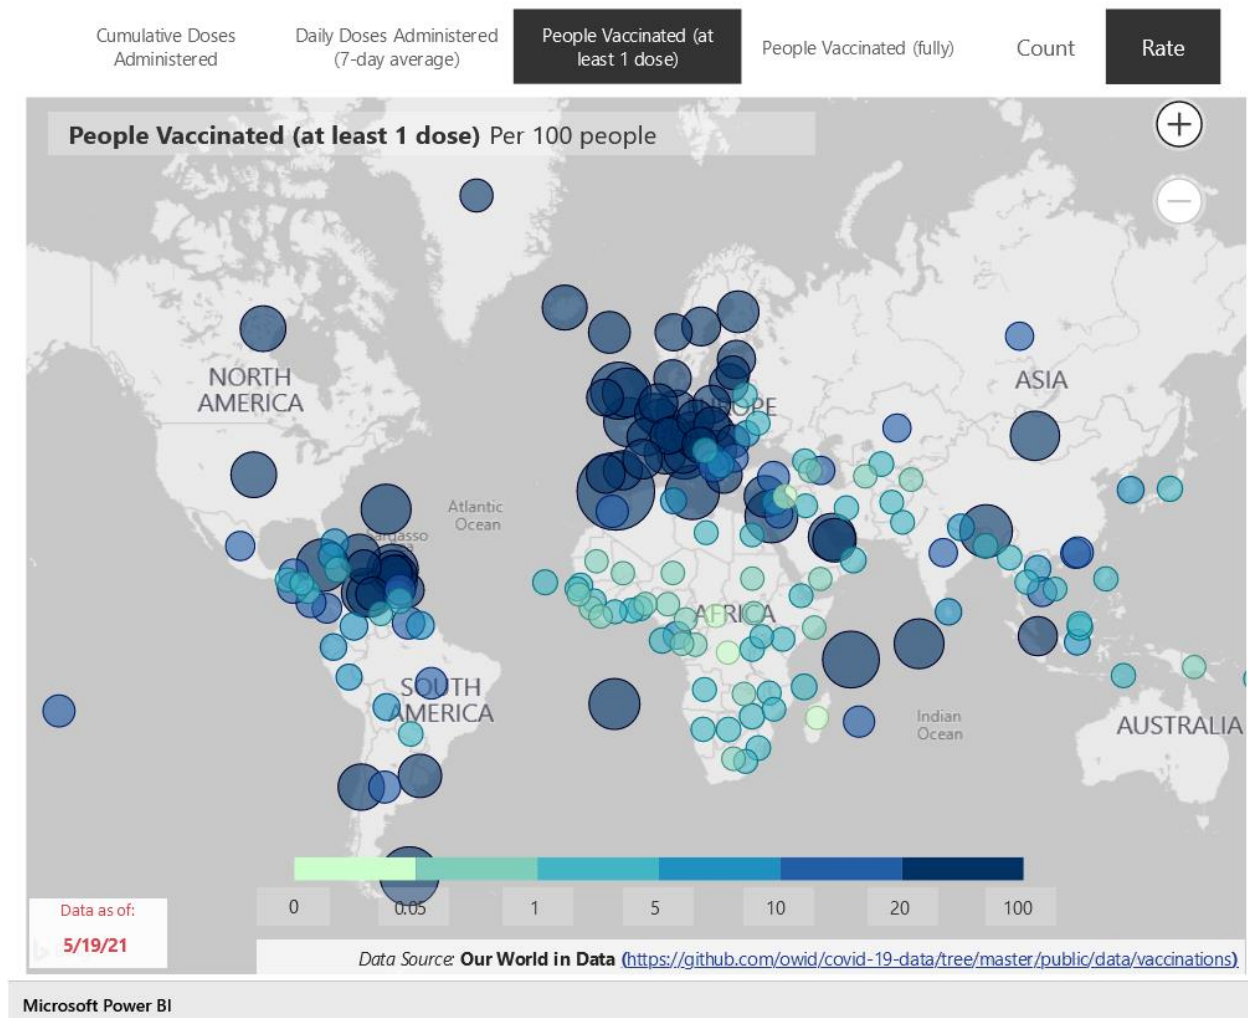 Cumulative Doses
Administered
Daily Doses Administered
(7-day average)
People Vaccinated (at
least 1 dose)
People Vaccinated (fully)
Count
Rate
People Vaccinated (at least 1 dose) Per 100 people
NORTH
AMERICA
ASIA
EUROPE
Atlantic
Ocean
Sargasso
AFRICA
SOUTH
AMERICA
Indian
Ocean
AUSTRALIA
0
0.05
1
5
10
20
100
Data as of:
5/19/21
Data Source: Our World in Data (https://github.com/owid/covid-19-data/tree/master/public/data/vaccinations)
Microsoft Power BI